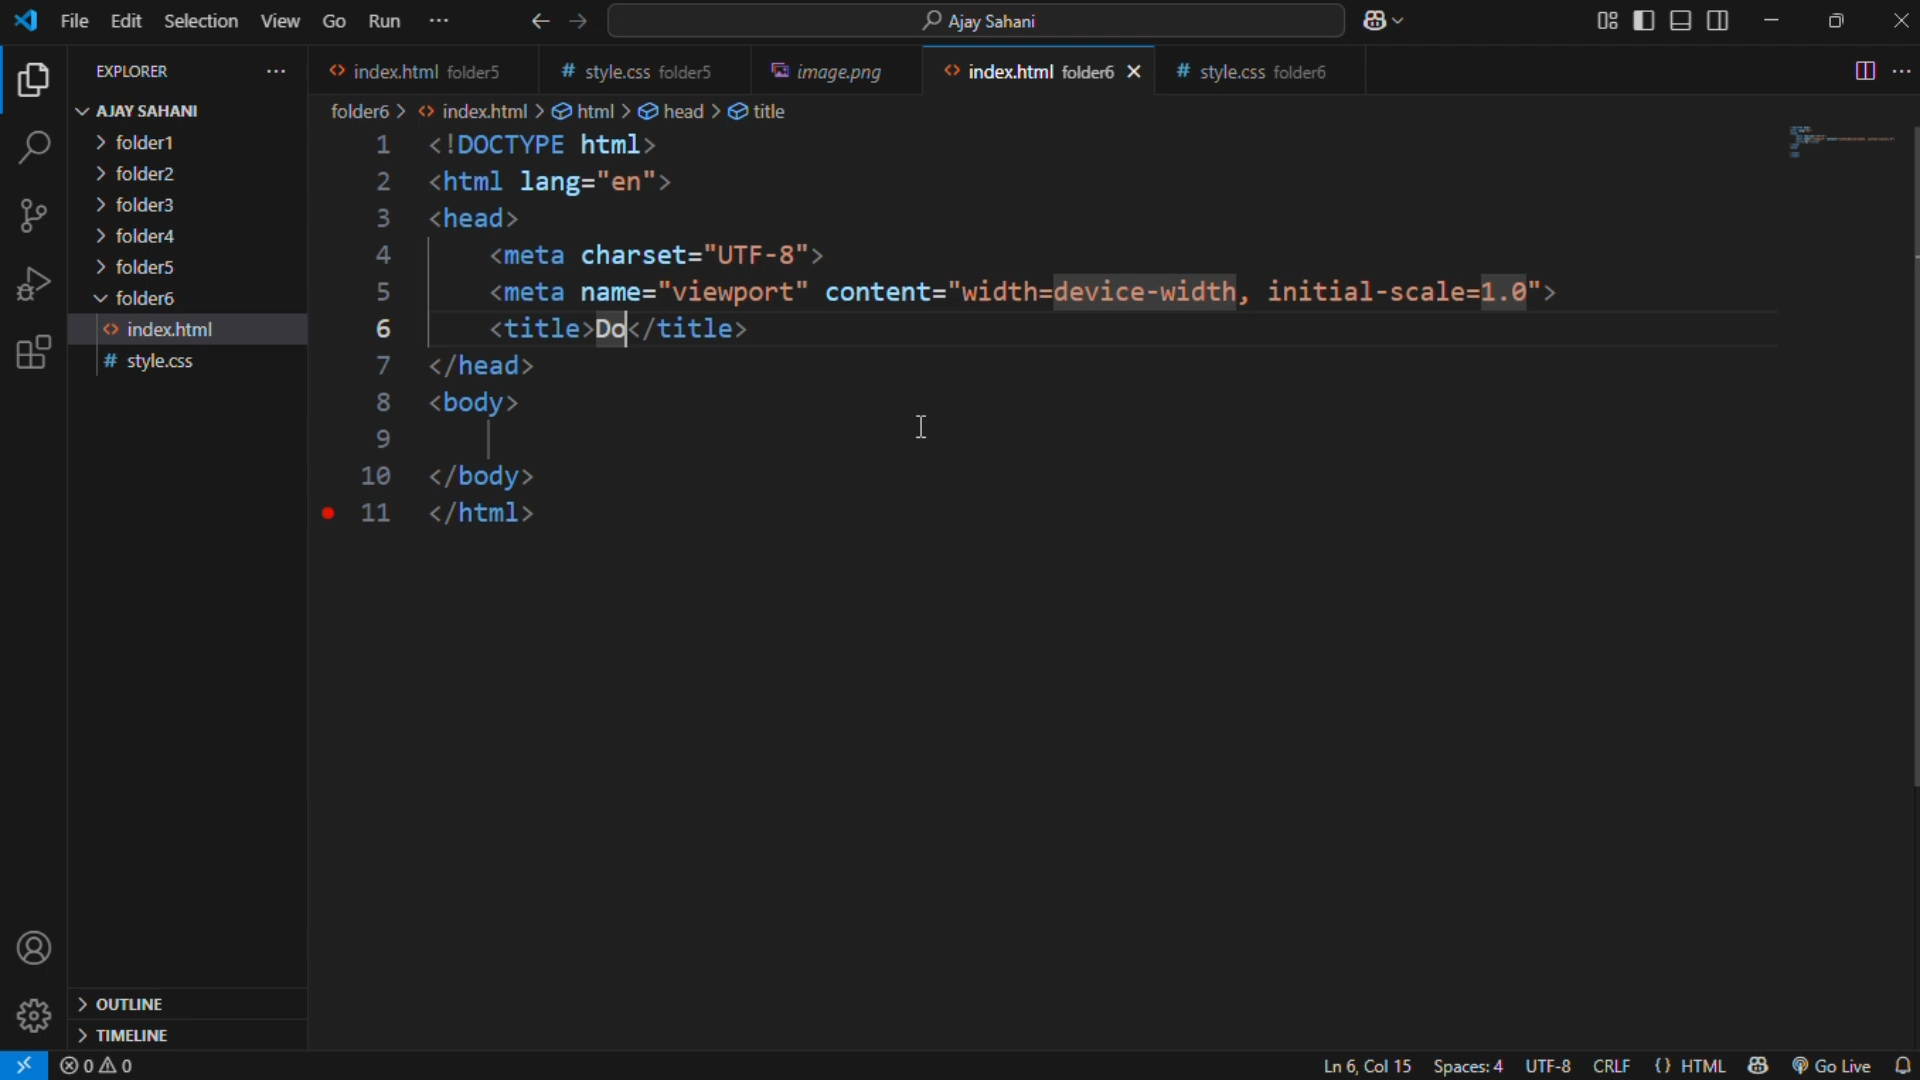 File Edit Selection View Go Run ··· Ajay Sahani
EXPLORER ···
AJAY SAHANI
folder1
folder2
folder3
folder4
folder5
folder6
<> index.html
# style.css
OUTLINE
TIMELINE
<> index.html folder5 # style.css folder5 image.png <> index.html folder6 # style.css folder6 ···
folder6 > <> index.html > html > head > title
1 <!DOCTYPE html>
2 <html lang="en">
3 <head>
4 <meta charset="UTF-8">
5 <meta name="viewport" content="width=device-width, initial-scale=1.0">
6 <title>Do</title>
7 </head>
8 <body>
9
10 </body>
11 </html>
0 0 Ln 6, Col 15 Spaces: 4 UTF-8 CRLF {} HTML Go Live